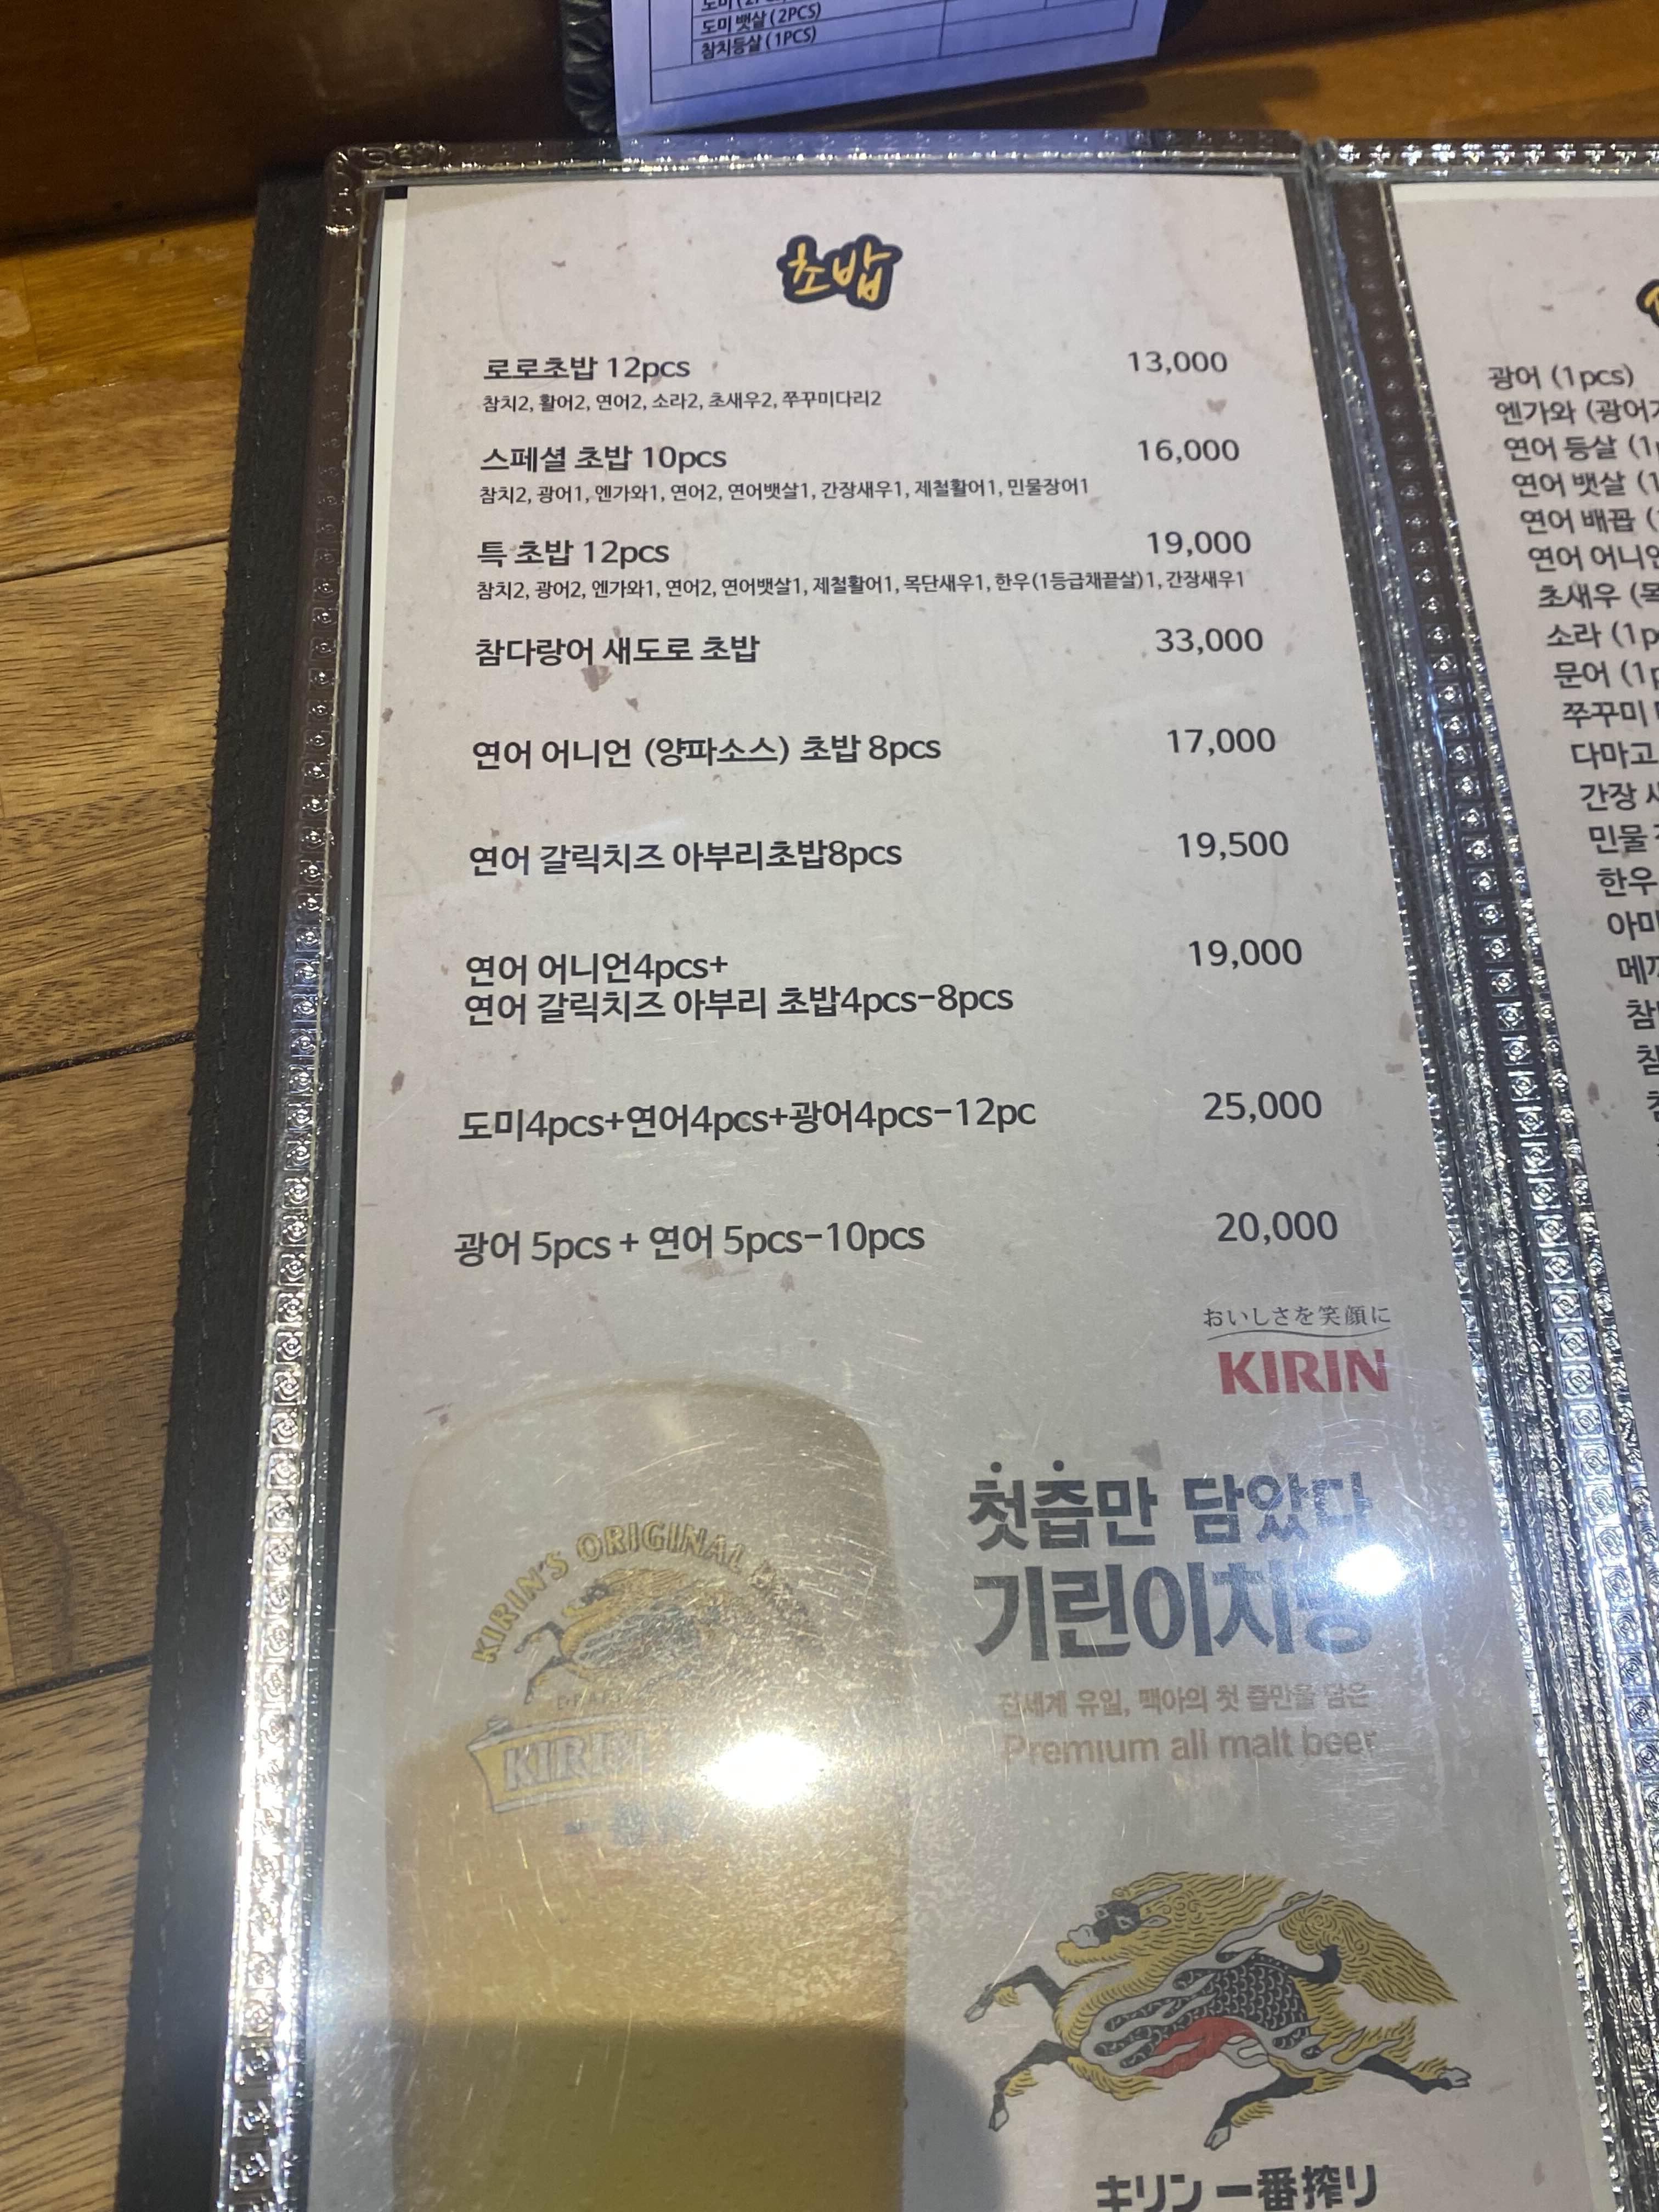 도미 뱃살 (2PCS)
참치등살 (1PCS)
초밥
로로초밥 12pcs 13,000
참치2, 활어2, 연어2, 소라2, 초새우2, 쭈꾸미다리2
스페셜 초밥 10pcs 16,000
참치2, 광어1, 엔가와1, 연어2, 연어뱃살1, 간장새우1, 제철활어1, 민물장어1
특 초밥 12pcs 19,000
참치2, 광어2, 엔가와1, 연어2, 연어뱃살1, 제철활어1, 목단새우1, 한우(1등급채끝살)1, 간장새우1
참다랑어 새도로 초밥 33,000
연어 어니언 (양파소스) 초밥 8pcs 17,000
연어 갈릭치즈 아부리초밥8pcs 19,500
연어 어니언4pcs+ 19,000
연어 갈릭치즈 아부리 초밥4pcs-8pcs
도미4pcs+연어4pcs+광어4pcs-12pc 25,000
광어 5pcs + 연어 5pcs-10pcs 20,000
おいしさを笑顔に
KIRIN
첫즙만 담았다
기린이치방
전세계 유일, 맥아의 첫 즙만을 담은
Premium all malt beer
KIRIN'S ORIGINAL
KIRIN
キリン一番搾り
광어 (1pcs)
엔가와 (광어
연어 등살 (1
연어 뱃살 (1
연어 배꼽 (
연어 어니언
초새우 (목
소라 (1p
문어 (1p
쭈꾸미
다마고
간장
민물
한우